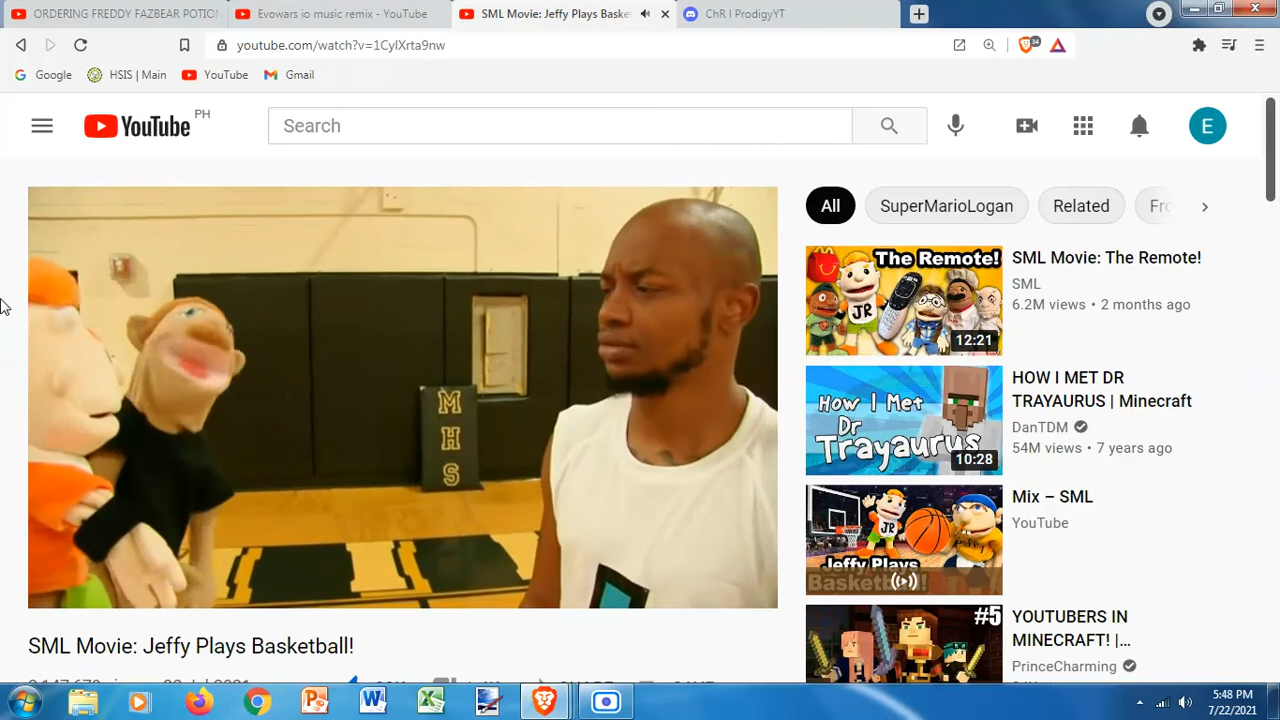 ORDERING FREDDY FAZBEAR POTION
Evowars io music remix - YouTube
SML Movie: Jeffy Plays Baske
ChR | ProdigyYT
youtube.com/watch?v=1CylXrta9nw
34
Google
HSIS | Main
YouTube
Gmail
YouTube PH
Search
E
All
SuperMarioLogan
Related
Fro
MHS
SML Movie: Jeffy Plays Basketball!
The Remote!
JR
12:21
SML Movie: The Remote!
SML
6.2M views • 2 months ago
How I Met
Dr
Trayaurus
10:28
HOW I MET DR
TRAYAURUS | Minecraft
DanTDM
54M views • 7 years ago
JR
Jeffy Plays
Basketball!
Mix – SML
YouTube
#5
YOUTUBERS IN
MINECRAFT! |...
PrinceCharming
5:48 PM
7/22/2021